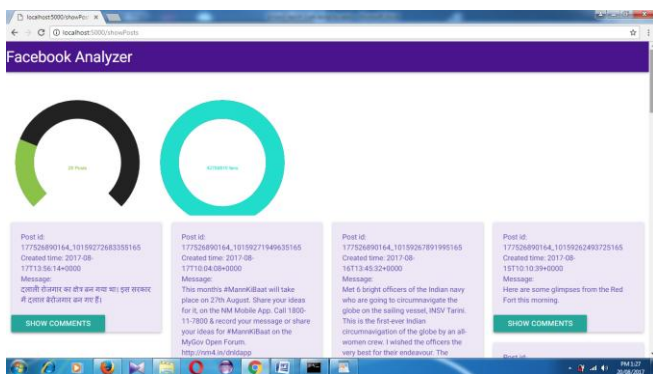 localhost:5000/showPos
localhost:5000/showPosts
Facebook Analyzer
Post id:
177526890164_10159272683355165
Created time: 2017-08-
17T13:56:14+0000
Message:
दलाली रोजगार का क्षेत्र बन गया था। इस सरकार
में दलाल बेरोजगार बन गए हैं।
SHOW COMMENTS
Post id:
177526890164_10159271949635165
Created time: 2017-08-
17T10:04:08+0000
Message:
This month's #MannKiBaat will take
place on 27th August. Share your ideas
for it, on the NM Mobile App. Call 1800-
11-7800 & record your message or share
your ideas for #MannKiBaat on the
MyGov Open Forum.
http://nm4.in/dnldapp
Post id:
177526890164_10159267891995165
Created time: 2017-08-
16T13:45:32+0000
Message:
Met 6 bright officers of the Indian navy
who are going to circumnavigate the
globe on the sailing vessel, INSV Tarini.
This is the first-ever Indian
circumnavigation of the globe by an all-
women crew. I wished the officers the
very best for their endeavour. The
Post id:
177526890164_10159262493725165
Created time: 2017-08-
15T10:10:39+0000
Message:
Here are some glimpses from the Red
Fort this morning.
SHOW COMMENTS
Post id:
PM 1:27
20/08/2017